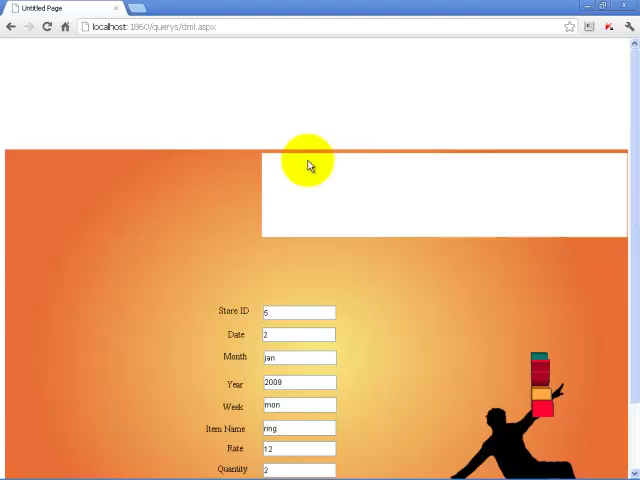 Untitled Page
localhost:1860/querys/dml.aspx
Store ID 5
Date 2
Month jan
Year 2009
Week mon
Item Name ring
Rate 12
Quantity 2